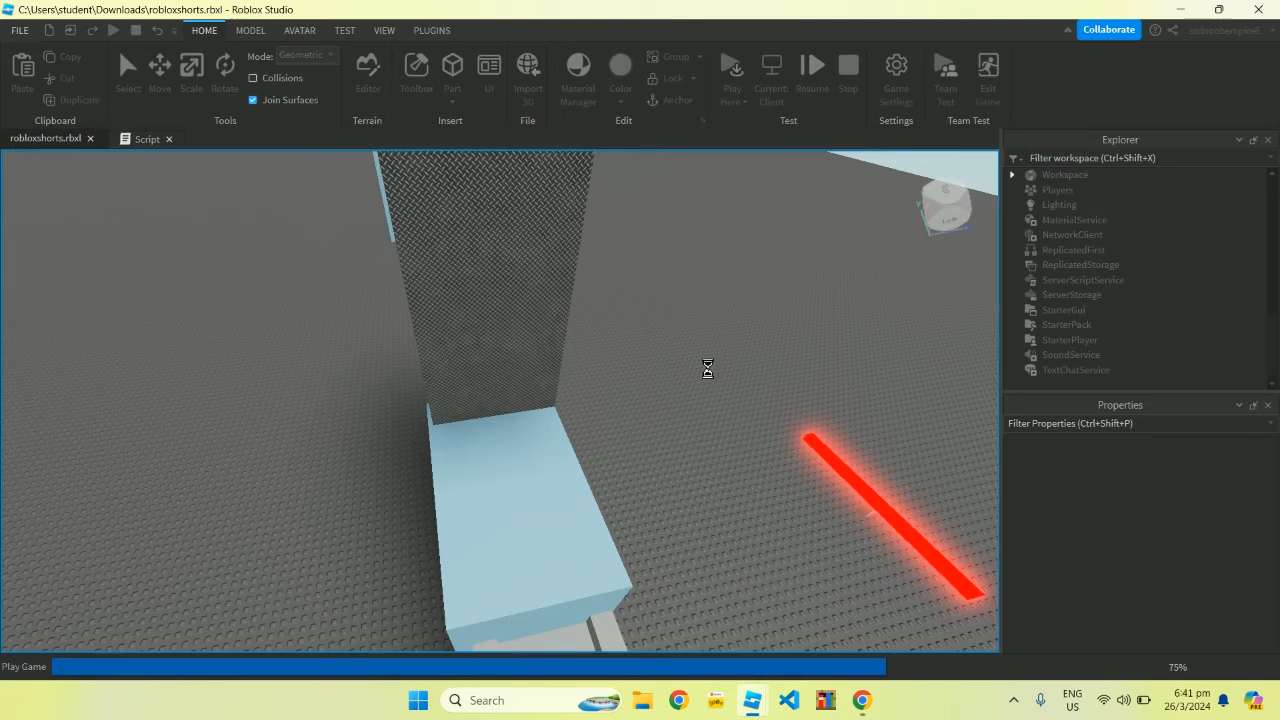 C:\Users\student\Downloads\robloxshorts.rbxl - Roblox Studio
FILE HOME MODEL AVATAR TEST VIEW PLUGINS Collaborate
Copy Mode: Geometric Group
Cut Collisions Lock
Duplicate Join Surfaces Anchor
Paste Select Move Scale Rotate Editor Toolbox Part UI Import 3D Material Manager Color Play Here Current: Client Resume Stop Game Settings Team Test Exit Game
Clipboard Tools Terrain Insert File Edit Test Settings Team Test
robloxshorts.rbxl Script Explorer
Filter workspace (Ctrl+Shift+X)
Workspace
Players
Lighting
MaterialService
NetworkClient
ReplicatedFirst
ReplicatedStorage
ServerScriptService
ServerStorage
StarterGui
StarterPack
StarterPlayer
SoundService
TextChatService
Properties
Filter Properties (Ctrl+Shift+P)
Play Game 75%
Search
ENG 6:41 pm
US 26/3/2024